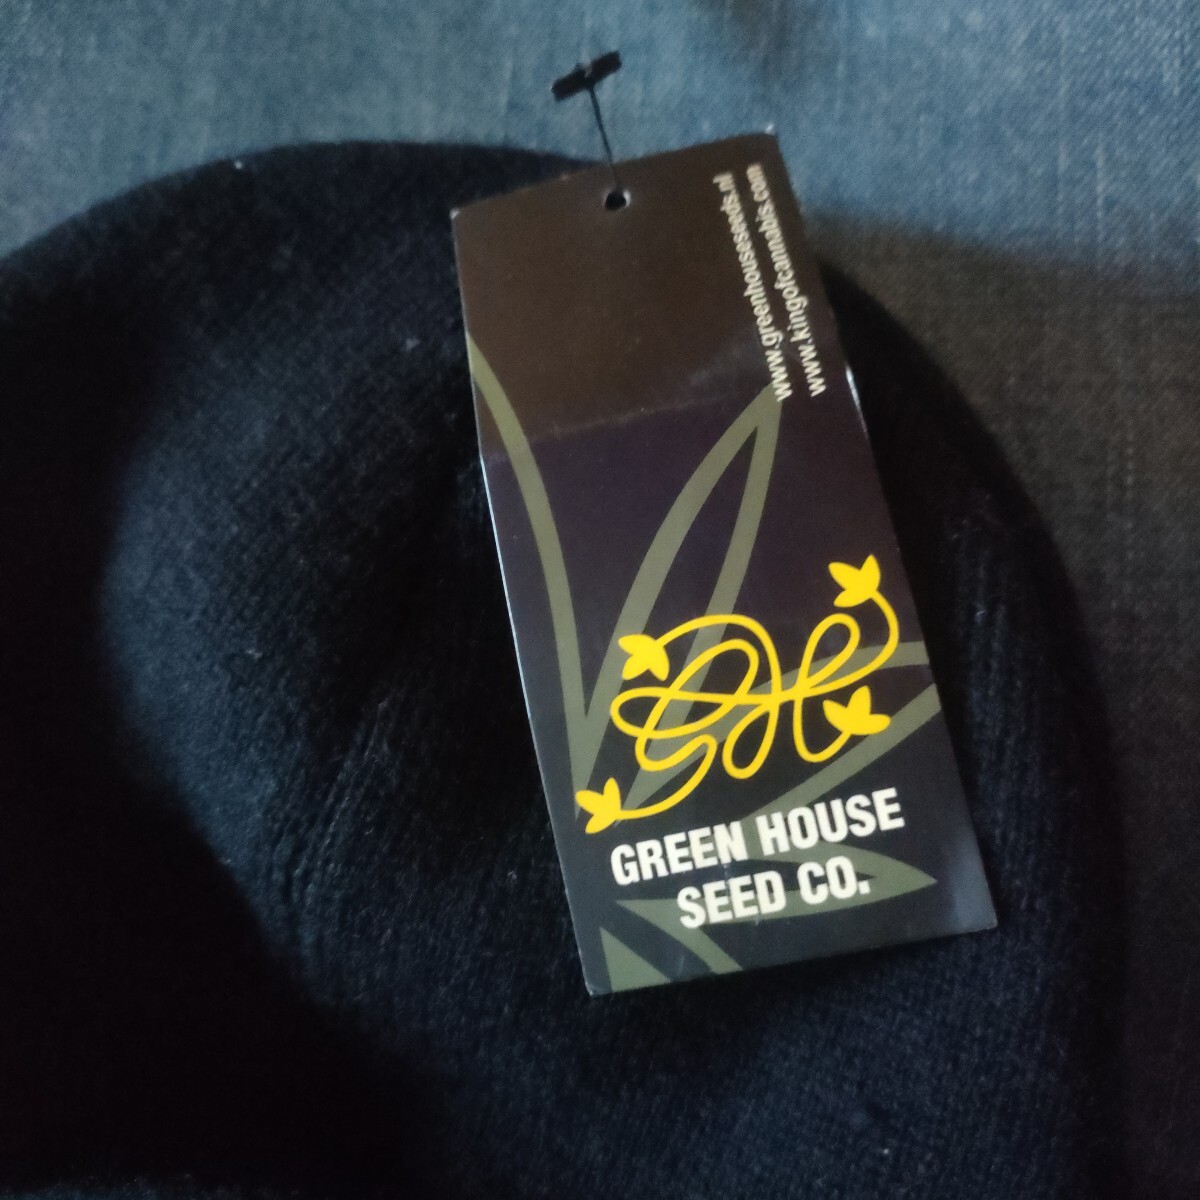 www.greenhouseseeds.nl
www.kingofcannabis.com
GREEN HOUSE
SEED CO.